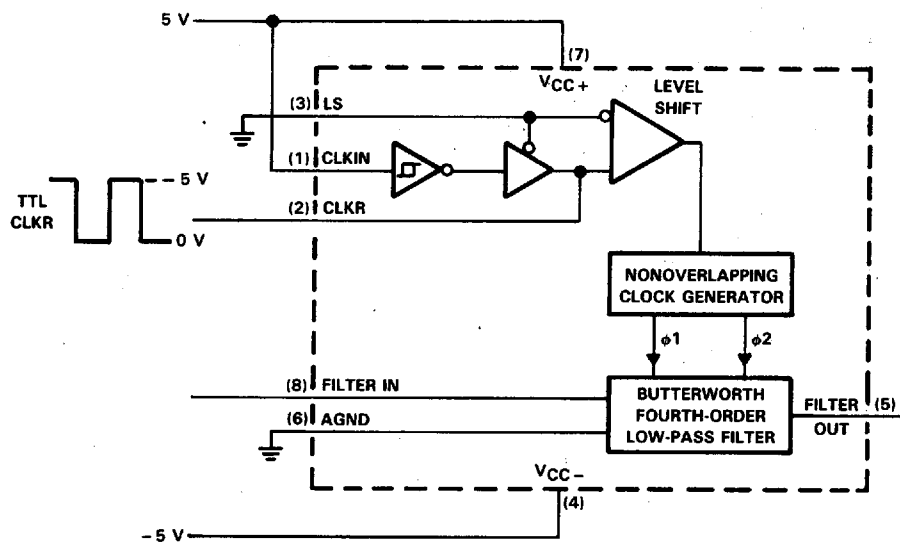 5 V
(7)
VCC+
LEVEL
SHIFT
(3) LS
(1) CLKIN
(2) CLKR
TTL
CLKR
5 V
0 V
NONOVERLAPPING
CLOCK GENERATOR
ϕ1
ϕ2
(8) FILTER IN
(6) AGND
BUTTERWORTH
FOURTH-ORDER
LOW-PASS FILTER
FILTER (5)
OUT
VCC−
(4)
−5 V